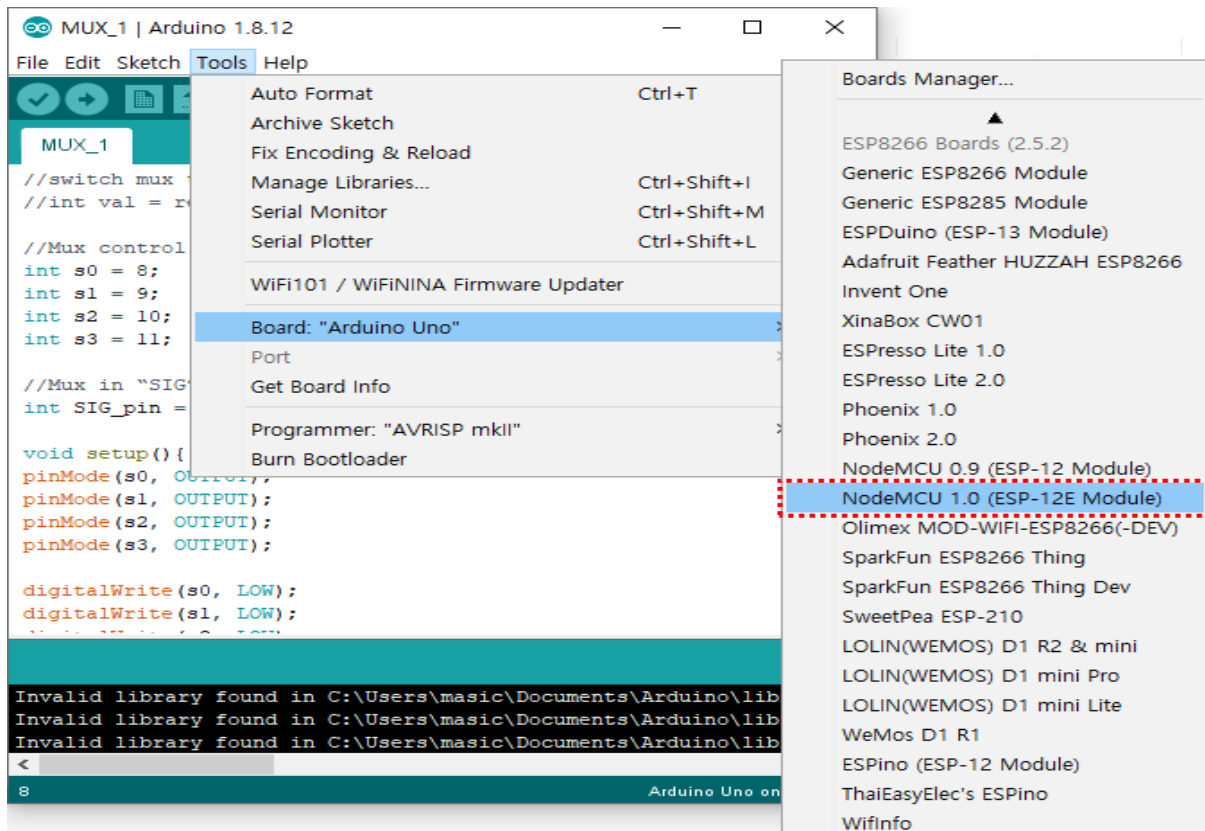 MUX_1 | Arduino 1.8.12
File Edit Sketch Tools Help
MUX_1
//switch mux
//int val =
//Mux control
int s0 = 8;
int s1 = 9;
int s2 = 10;
int s3 = 11;
//Mux in "SIG"
int SIG_pin =
void setup(){
pinMode(s0, OUTPUT);
pinMode(s1, OUTPUT);
pinMode(s2, OUTPUT);
pinMode(s3, OUTPUT);
digitalWrite(s0, LOW);
digitalWrite(s1, LOW);
Auto Format Ctrl+T
Archive Sketch
Fix Encoding & Reload
Manage Libraries... Ctrl+Shift+I
Serial Monitor Ctrl+Shift+M
Serial Plotter Ctrl+Shift+L
WiFi101 / WiFiNINA Firmware Updater
Board: "Arduino Uno"
Port
Get Board Info
Programmer: "AVRISP mkII"
Burn Bootloader
Boards Manager...
ESP8266 Boards (2.5.2)
Generic ESP8266 Module
Generic ESP8285 Module
ESPDuino (ESP-13 Module)
Adafruit Feather HUZZAH ESP8266
Invent One
XinaBox CW01
ESPresso Lite 1.0
ESPresso Lite 2.0
Phoenix 1.0
Phoenix 2.0
NodeMCU 0.9 (ESP-12 Module)
NodeMCU 1.0 (ESP-12E Module)
Olimex MOD-WIFI-ESP8266(-DEV)
SparkFun ESP8266 Thing
SparkFun ESP8266 Thing Dev
SweetPea ESP-210
LOLIN(WEMOS) D1 R2 & mini
LOLIN(WEMOS) D1 mini Pro
LOLIN(WEMOS) D1 mini Lite
WeMos D1 R1
ESPino (ESP-12 Module)
ThaiEasyElec's ESPino
WifInfo
Invalid library found in C:\Users\masic\Documents\Arduino\lib
Invalid library found in C:\Users\masic\Documents\Arduino\lib
Invalid library found in C:\Users\masic\Documents\Arduino\lib
8 Arduino Uno on